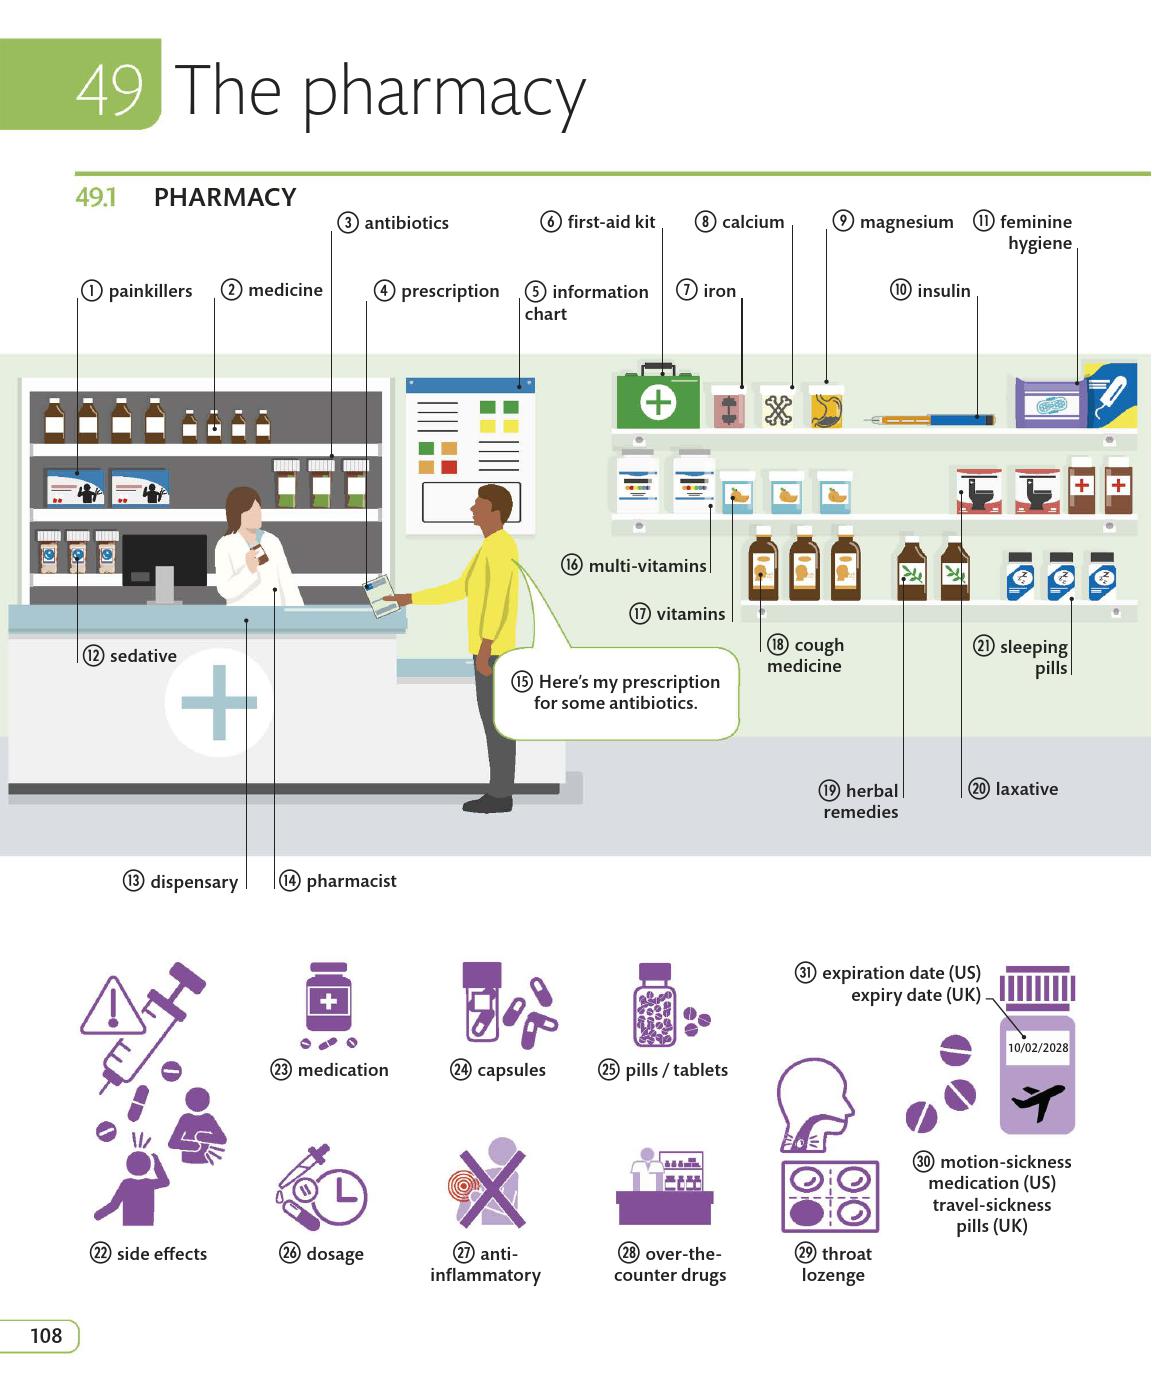 49 The pharmacy
49.1 PHARMACY
3 antibiotics
6 first-aid kit
8 calcium
9 magnesium
11 feminine
hygiene
1 painkillers
2 medicine
4 prescription
5 information
chart
7 iron
10 insulin
16 multi-vitamins
17 vitamins
18 cough
medicine
21 sleeping
pills
12 sedative
15 Here's my prescription
for some antibiotics.
19 herbal
remedies
20 laxative
13 dispensary
14 pharmacist
31 expiration date (US)
expiry date (UK)
10/02/2028
23 medication
24 capsules
25 pills / tablets
30 motion-sickness
medication (US)
travel-sickness
pills (UK)
22 side effects
26 dosage
27 anti-
inflammatory
28 over-the-
counter drugs
29 throat
lozenge
108